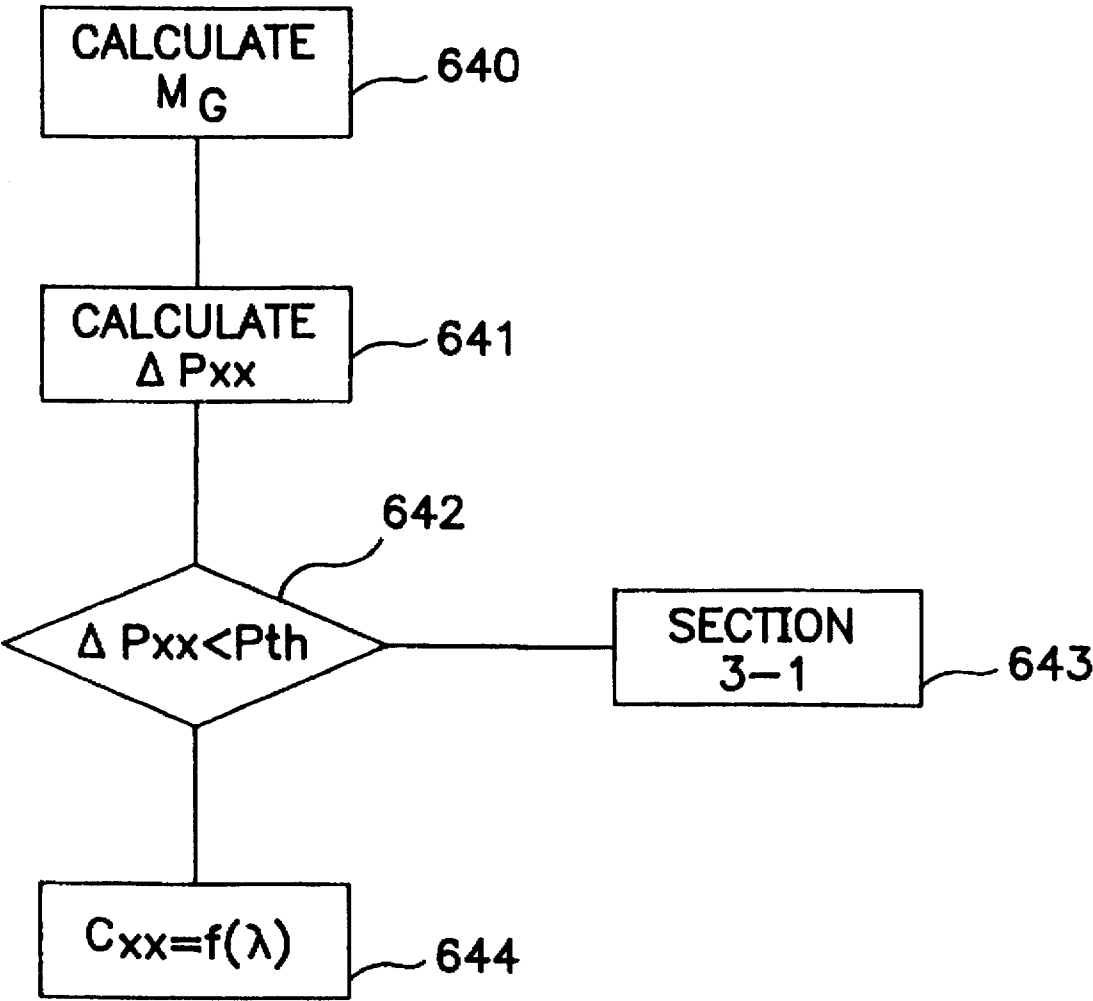 CALCULATE
M G
640
CALCULATE
Δ Pxx
641
642
Δ Pxx<Pth
SECTION
3-1
643
Cxx=f(λ)
644